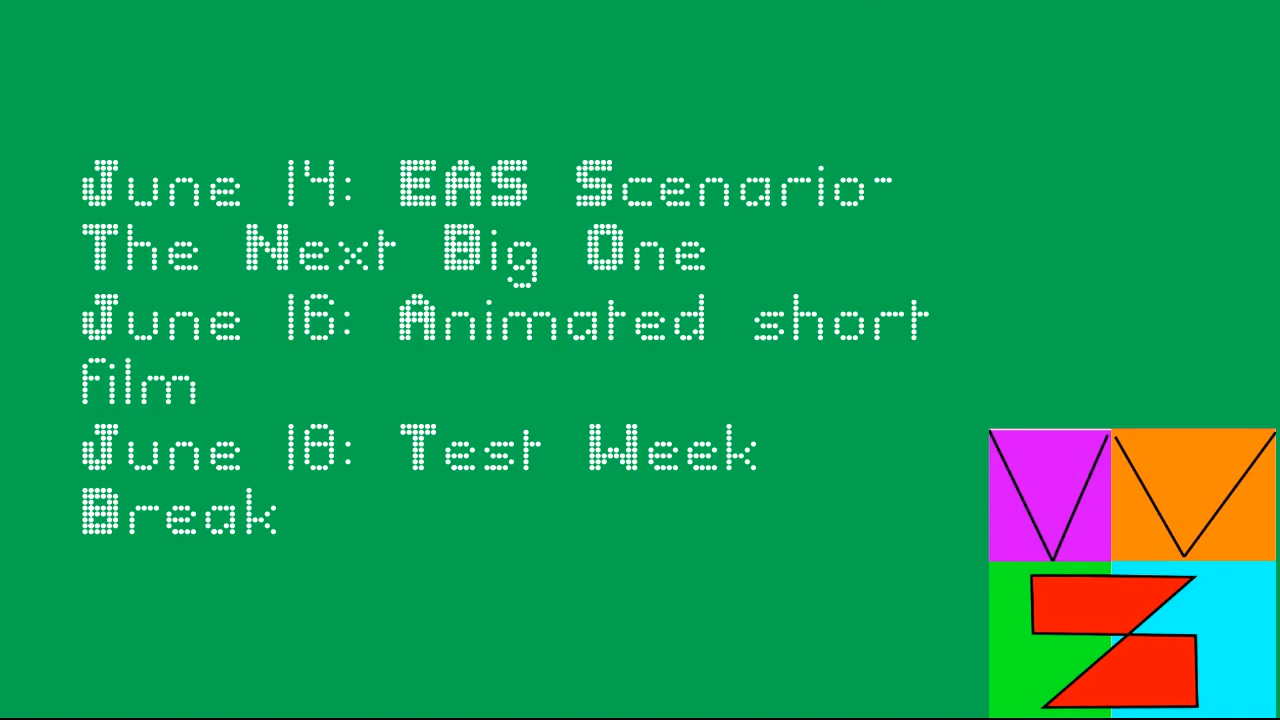 June 14: EAS Scenario-
The Next Big One
June 16: Animated short
film
June 18: Test Week
Break